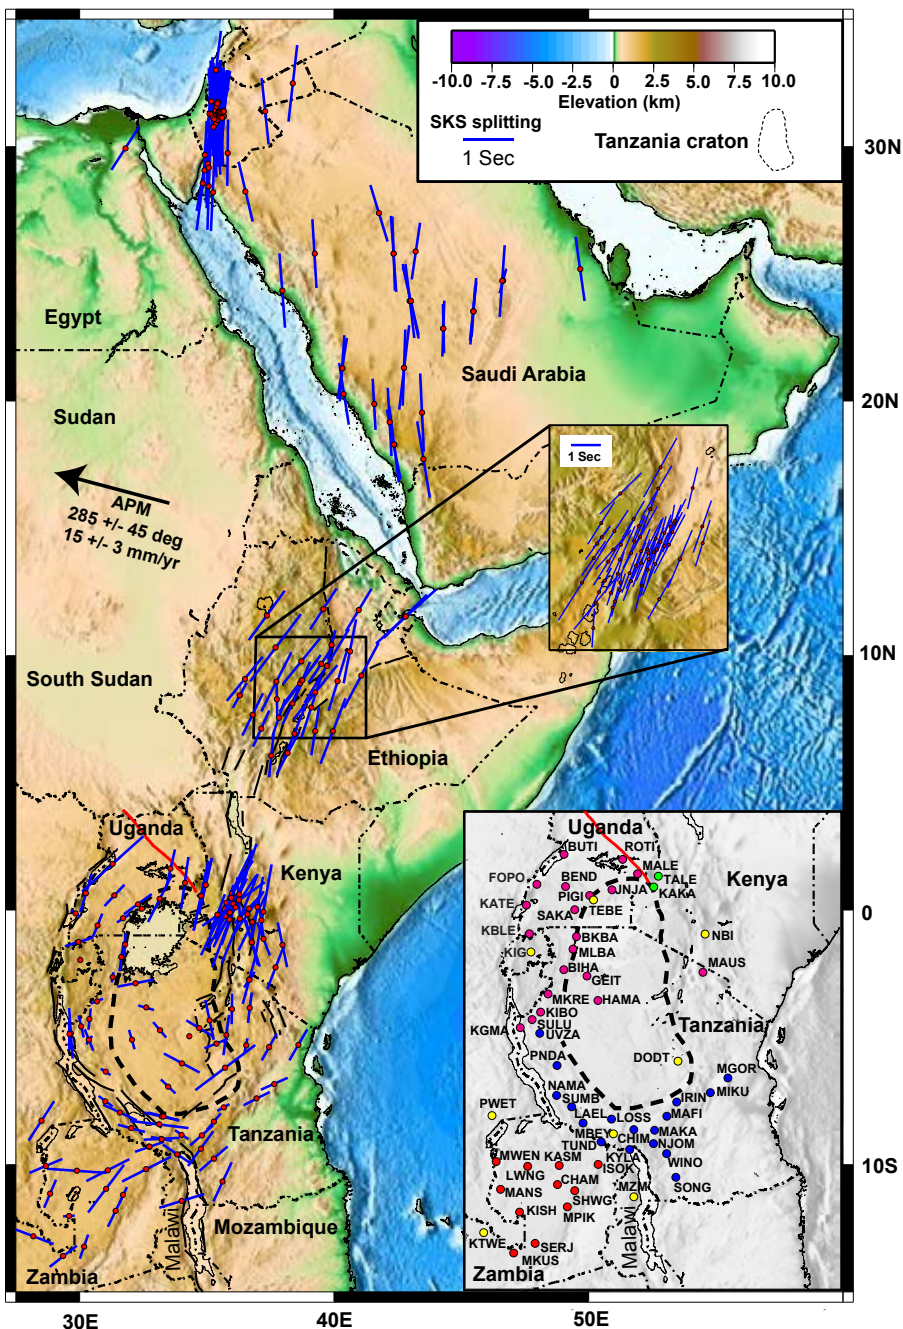 -10.0 -7.5 -5.0 -2.5 0 2.5 5.0 7.5 10.0
Elevation (km)
SKS splitting
1 Sec
Tanzania craton
30N
20N
10N
0
10S
Egypt
Saudi Arabia
Sudan
1 Sec
APM
285 +/- 45 deg
15 +/- 3 mm/yr
South Sudan
Ethiopia
Uganda
Kenya
Tanzania
Mozambique
Malawi
Zambia
Uganda
BUTI
ROTI
MALE
TALE
KAKA
Kenya
FOPO
BEND
PIGI
JNJA
KATE
SAKA
TEBE
KBLE
BKBA
NBI
KIG
MLBA
BIHA
GEIT
MAUS
MKRE
HAMA
KIBO
KGMA
SULU
UVZA
Tanzania
PNDA
DODT
MGOR
NAMA
SUMB
IRIN
MIKU
PWET
LAEL
LOSS
MAFI
MBEY
CHIM
MAKA
TUND
NJOM
MWEN
KASM
KYLA
WINO
LWNG
ISOK
CHAM
MZM
SONG
MANS
SHWG
KISH
MPIK
KTWE
SERJ
MKUS
Malawi
Zambia
30E
40E
50E